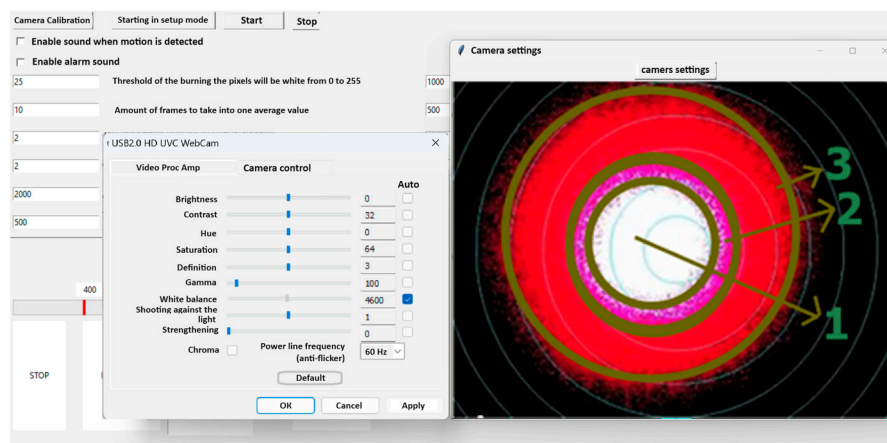 Camera Calibration
Starting in setup mode
Start
Stop
Enable sound when motion is detected
Enable alarm sound
25
Threshold of the burning the pixels will be white from 0 to 255
1000
10
Amount of frames to take into one average value
500
2
2
2000
500
400
STOP
USB2.0 HD UVC WebCam
Video Proc Amp
Camera control
Auto
Brightness
0
Contrast
32
Hue
0
Saturation
64
Definition
3
Gamma
100
White balance
4600
Shooting against the
light
1
Strengthening
0
Chroma
Power line frequency
(anti-flicker)
60 Hz
Default
OK
Cancel
Apply
Camera settings
camers settings
3
2
1